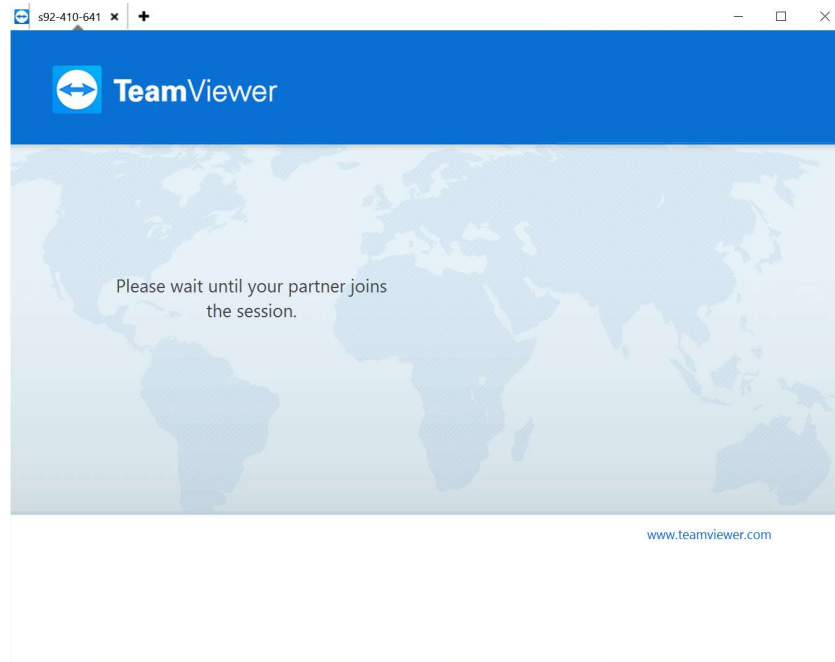 s92-410-641
TeamViewer
Please wait until your partner joins
the session.
www.teamviewer.com